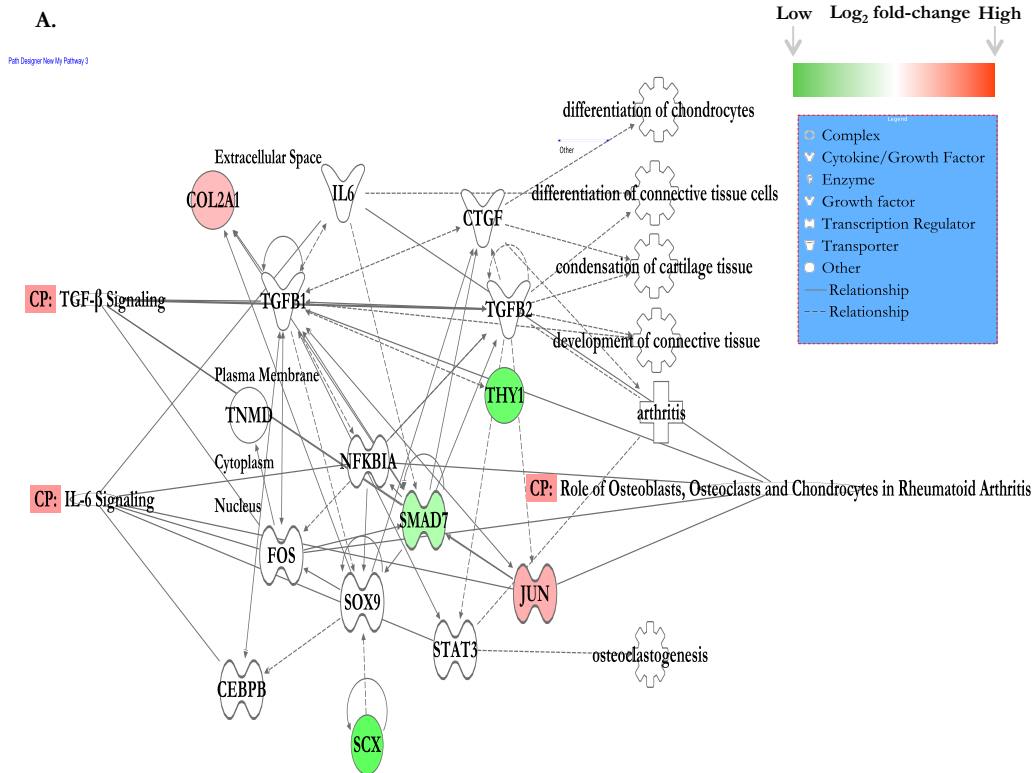 A.
Low Log2 fold-change High
Path Designer New My Pathway 3
Legend
Complex
Cytokine/Growth Factor
Enzyme
Growth factor
Transcription Regulator
Transporter
Other
Relationship
Relationship
differentiation of chondrocytes
Other
Extracellular Space
COL2A1
IL6
differentiation of connective tissue cells
CTGF
condensation of cartilage tissue
CP: TGF-β Signaling
TGFB1
TGFB2
development of connective tissue
Plasma Membrane
THY1
TNMD
arthritis
Cytoplasm
NFKBIA
CP: IL-6 Signaling
Nucleus
CP: Role of Osteoblasts, Osteoclasts and Chondrocytes in Rheumatoid Arthritis
SMAD7
FOS
SOX9
JUN
STAT3
osteoclastogenesis
CEBPB
SCX